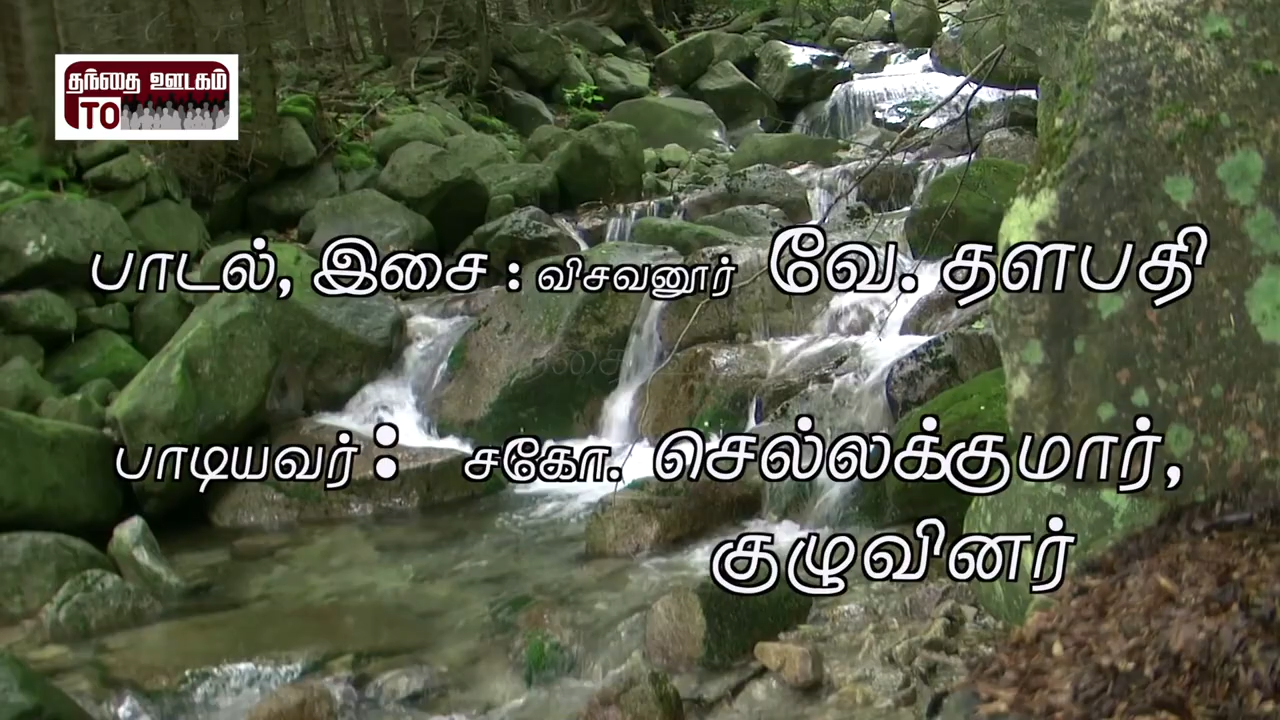 தந்தை ஊடகம்
TO
பாடல், இசை : விசவனூர் வே. தளபதி
பாடியவர் : சகோ. செல்லக்குமார்,
குழுவினர்